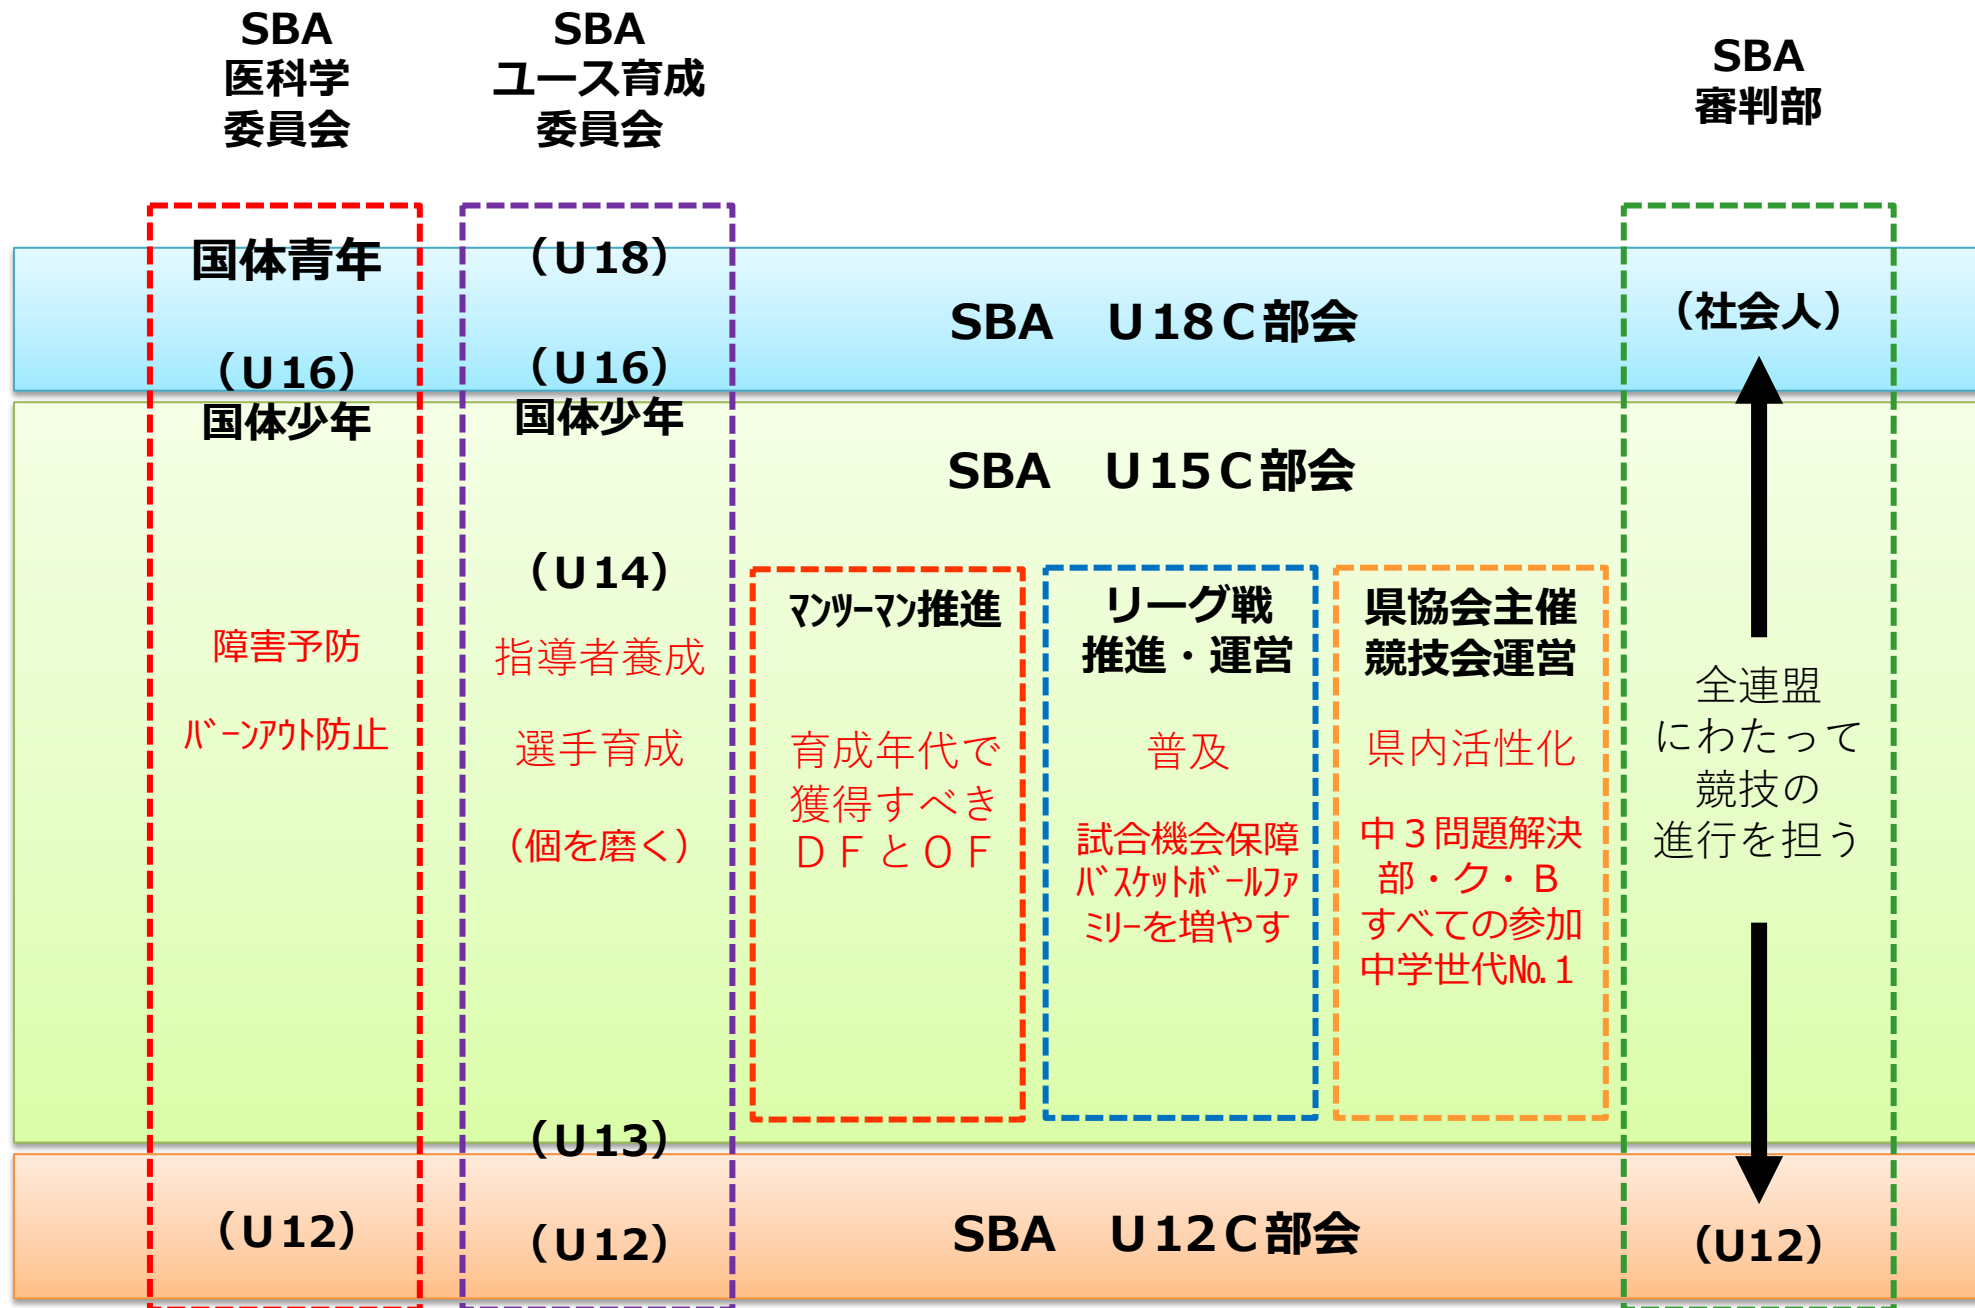 SBA
医科学
委員会
SBA
ユース育成
委員会
SBA
審判部
国体青年
（Ｕ16）
国体少年
障害予防
ﾊﾞｰﾝｱｳﾄ防止
（Ｕ12）
（Ｕ18）
（Ｕ16）
国体少年
（Ｕ14）
指導者養成
選手育成
（個を磨く）
（Ｕ13）
（Ｕ12）
SBA　Ｕ18Ｃ部会
SBA　Ｕ15Ｃ部会
ﾏﾝﾂｰﾏﾝ推進
育成年代で
獲得すべき
ＤＦとＯＦ
リーグ戦
推進・運営
普及
試合機会保障
ﾊﾞｽｹｯﾄﾎﾞｰﾙﾌｧ
ﾐﾘｰを増やす
県協会主催
競技会運営
県内活性化
中３問題解決
部・ク・Ｂ
すべての参加
中学世代№１
SBA　Ｕ12Ｃ部会
（社会人）
全連盟
にわたって
競技の
進行を担う
（U12）